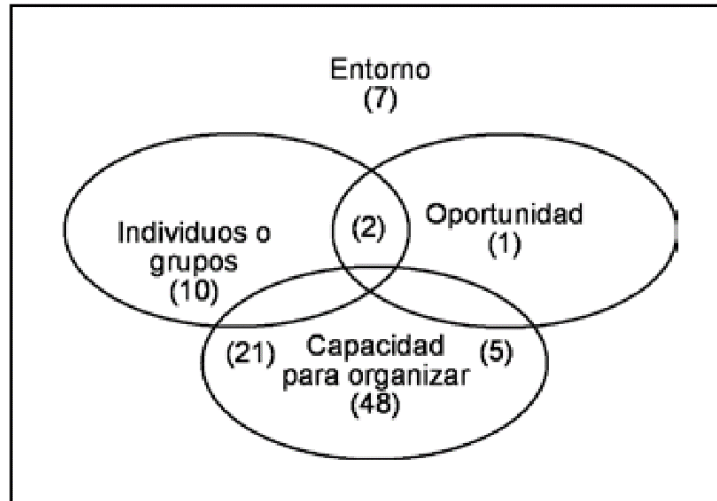 Entorno
(7)
Individuos o
grupos
(10)
(2)
Oportunidad
(1)
(21)
Capacidad
para organizar
(48)
(5)